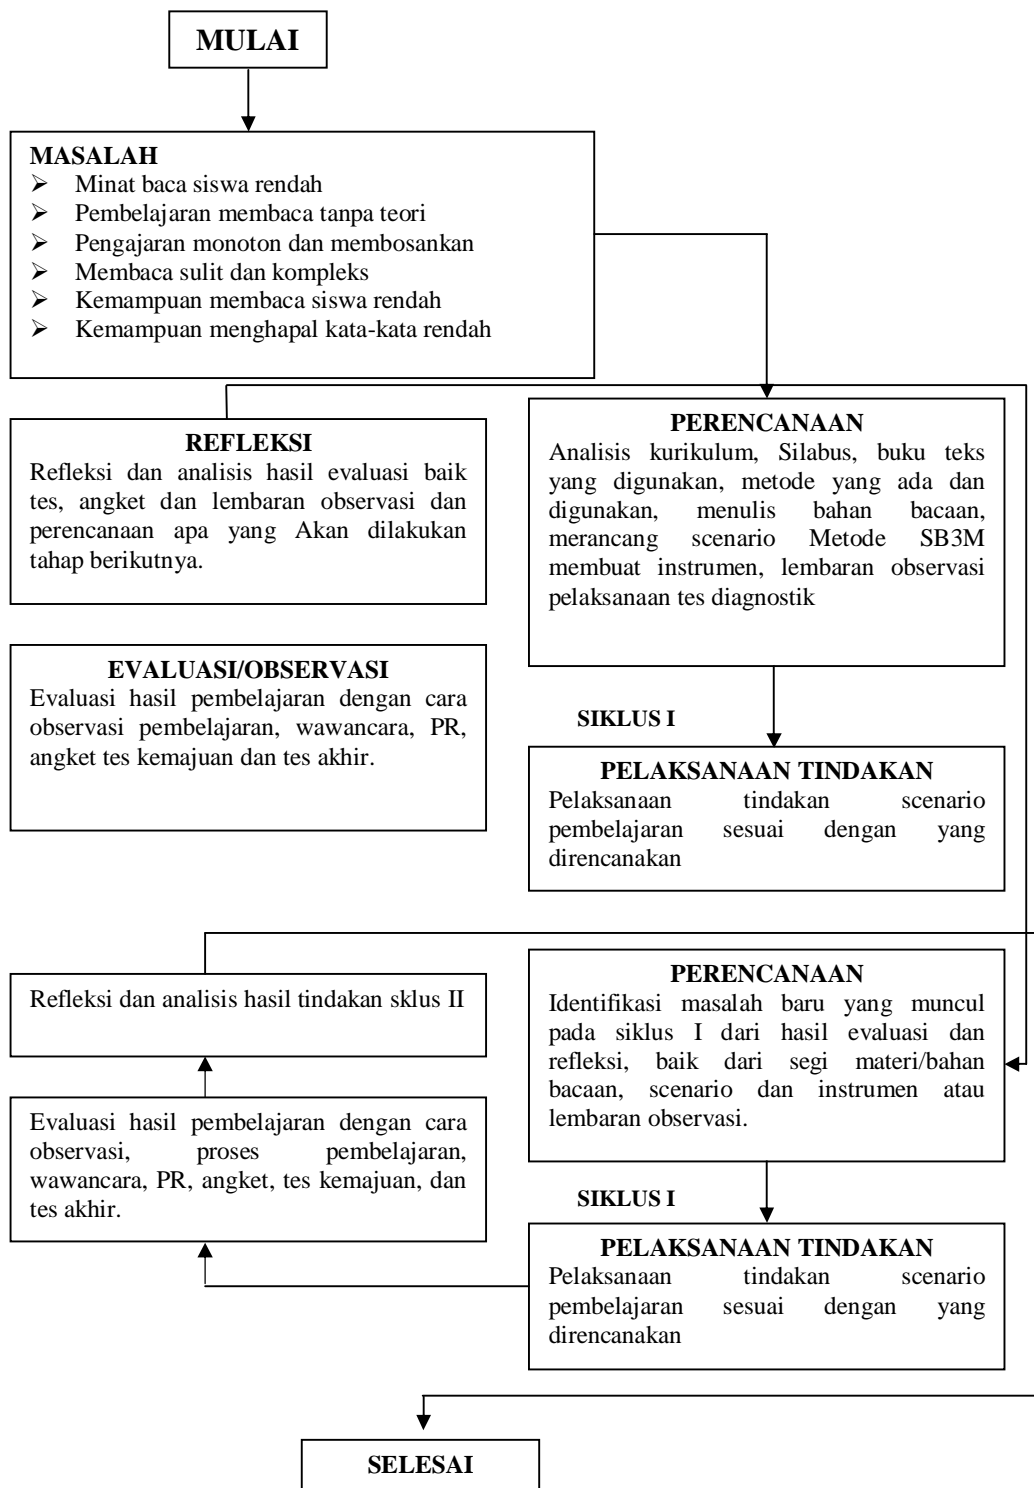 MULAI
MASALAH
➢ Minat baca siswa rendah
➢ Pembelajaran membaca tanpa teori
➢ Pengajaran monoton dan membosankan
➢ Membaca sulit dan kompleks
➢ Kemampuan membaca siswa rendah
➢ Kemampuan menghapal kata-kata rendah
REFLEKSI
Refleksi dan analisis hasil evaluasi baik
tes, angket dan lembaran observasi dan
perencanaan apa yang Akan dilakukan
tahap berikutnya.
PERENCANAAN
Analisis kurikulum, Silabus, buku teks
yang digunakan, metode yang ada dan
digunakan, menulis bahan bacaan,
merancang scenario Metode SB3M
membuat instrumen, lembaran observasi
pelaksanaan tes diagnostik
EVALUASI/OBSERVASI
Evaluasi hasil pembelajaran dengan cara
observasi pembelajaran, wawancara, PR,
angket tes kemajuan dan tes akhir.
SIKLUS I
PELAKSANAAN TINDAKAN
Pelaksanaan tindakan scenario
pembelajaran sesuai dengan yang
direncanakan
Refleksi dan analisis hasil tindakan sklus II
PERENCANAAN
Identifikasi masalah baru yang muncul
pada siklus I dari hasil evaluasi dan
refleksi, baik dari segi materi/bahan
bacaan, scenario dan instrumen atau
lembaran observasi.
Evaluasi hasil pembelajaran dengan cara
observasi, proses pembelajaran,
wawancara, PR, angket, tes kemajuan, dan
tes akhir.
SIKLUS I
PELAKSANAAN TINDAKAN
Pelaksanaan tindakan scenario
pembelajaran sesuai dengan yang
direncanakan
SELESAI